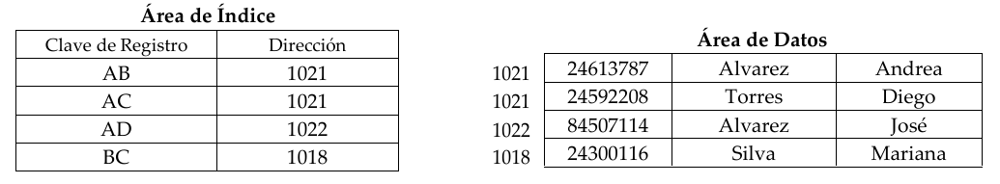 Área de Índice
Clave de Registro Dirección
AB 1021
AC 1021
AD 1022
BC 1018
Área de Datos
1021 24613787 Alvarez Andrea
1021 24592208 Torres Diego
1022 84507114 Alvarez José
1018 24300116 Silva Mariana